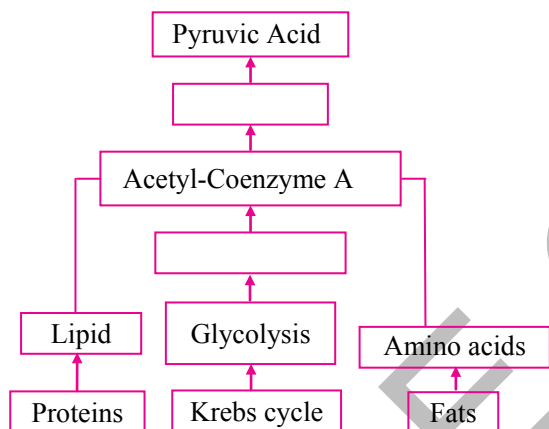 Pyruvic Acid
Acetyl-Coenzyme A
Lipid
Glycolysis
Amino acids
Proteins
Krebs cycle
Fats